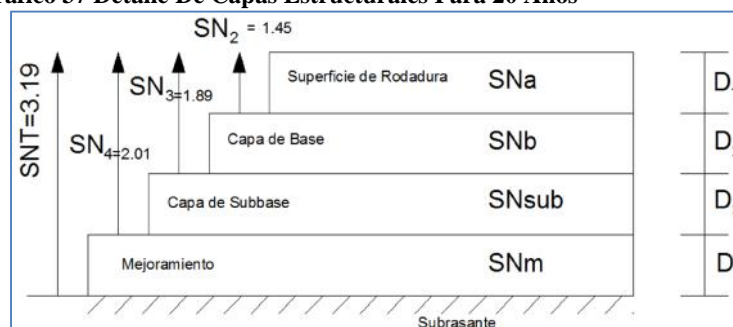 Gráfico 37 Detalle De Capas Estructurales Para 20 Años
SN2 = 1.45
Superficie de Rodadura SNa D
SN3=1.89
SNT=3.19
Capa de Base SNb D
SN4=2.01
Capa de Subbase SNsub D
Mejoramiento SNm D
Subrasante